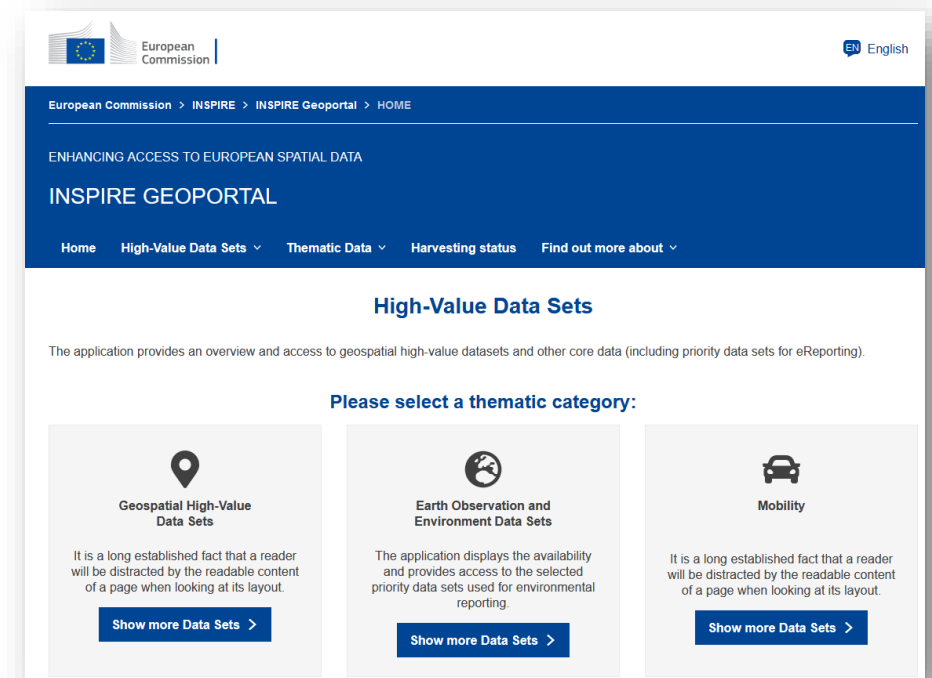 European
Commission
EN English
European Commission > INSPIRE > INSPIRE Geoportal > HOME
ENHANCING ACCESS TO EUROPEAN SPATIAL DATA
INSPIRE GEOPORTAL
Home High-Value Data Sets Thematic Data Harvesting status Find out more about
High-Value Data Sets
The application provides an overview and access to geospatial high-value datasets and other core data (including priority data sets for eReporting).
Please select a thematic category:
Geospatial High-Value
Data Sets
It is a long established fact that a reader
will be distracted by the readable content
of a page when looking at its layout.
Show more Data Sets >
Earth Observation and
Environment Data Sets
The application displays the availability
and provides access to the selected
priority data sets used for environmental
reporting.
Show more Data Sets >
Mobility
It is a long established fact that a reader
will be distracted by the readable content
of a page when looking at its layout.
Show more Data Sets >